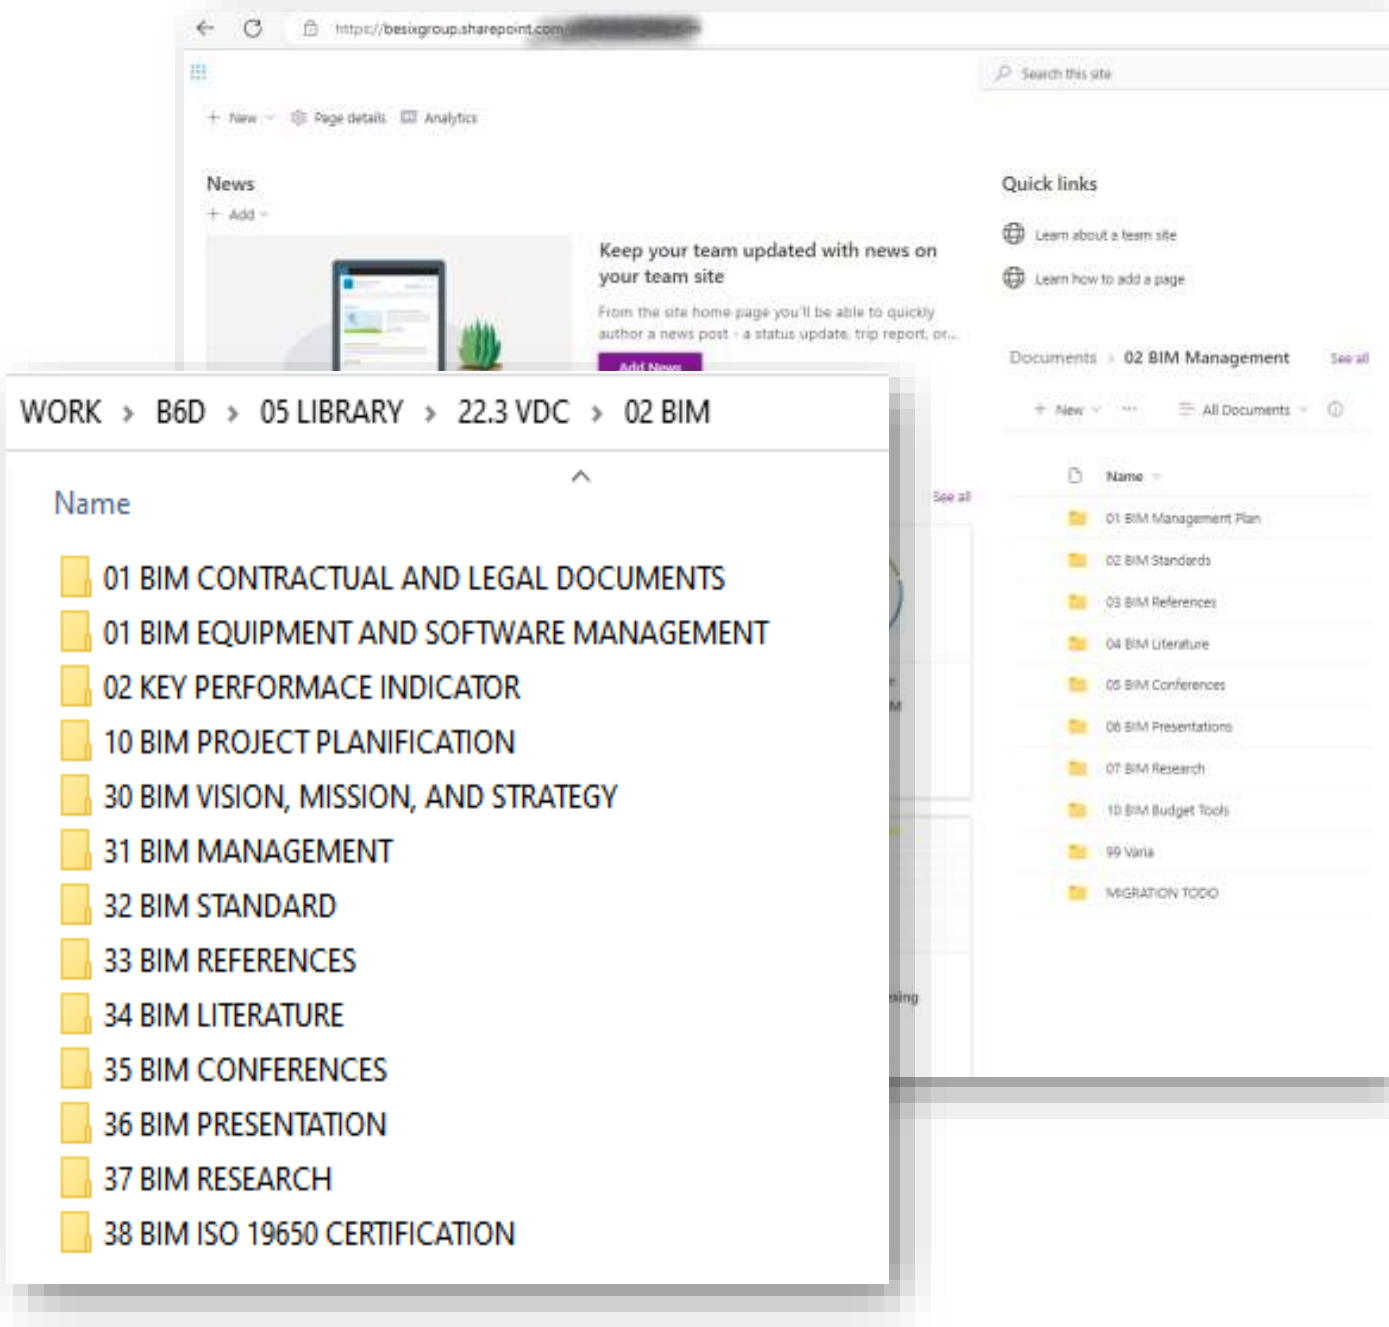 https://besixgroup.sharepoint.com/
Search this site
New
Page details
Analytics
News
Add
Keep your team updated with news on
your team site
From the site home page you'll be able to quickly
author a news post - a status update, trip report, or...
Add News
See all
xing
Quick links
Learn about a team site
Learn how to add a page
Documents > 02 BIM Management
See all
New
...
All Documents
Name
01 BIM Management Plan
02 BIM Standards
03 BIM References
04 BIM Literature
05 BIM Conferences
06 BIM Presentations
07 BIM Research
10 BIM Budget Tools
99 Varia
MIGRATION TODO
WORK > B6D > 05 LIBRARY > 22.3 VDC > 02 BIM
Name
01 BIM CONTRACTUAL AND LEGAL DOCUMENTS
01 BIM EQUIPMENT AND SOFTWARE MANAGEMENT
02 KEY PERFORMACE INDICATOR
10 BIM PROJECT PLANIFICATION
30 BIM VISION, MISSION, AND STRATEGY
31 BIM MANAGEMENT
32 BIM STANDARD
33 BIM REFERENCES
34 BIM LITERATURE
35 BIM CONFERENCES
36 BIM PRESENTATION
37 BIM RESEARCH
38 BIM ISO 19650 CERTIFICATION